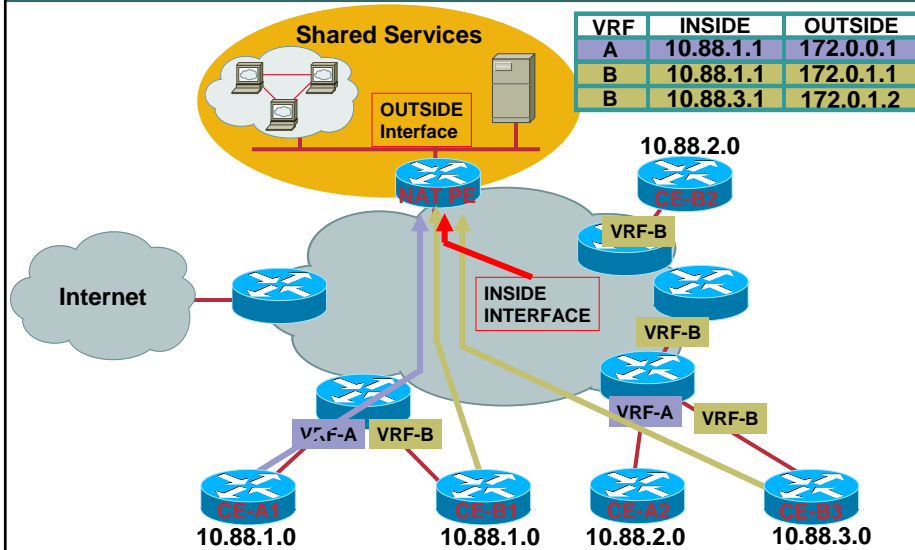 Shared Services
VRF INSIDE OUTSIDE
A 10.88.1.1 172.0.0.1
B 10.88.1.1 172.0.1.1
B 10.88.3.1 172.0.1.2
OUTSIDE
Interface
10.88.2.0
NAT PE
CE-B2
VRF-B
Internet
INSIDE
INTERFACE
VRF-B
VRF-A
VRF-B
VRF-A
VRF-B
CE-A1
CE-B1
CE-A2
CE-B3
10.88.1.0
10.88.1.0
10.88.2.0
10.88.3.0